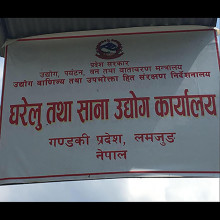 प्रदेश सरकार
उद्योग, पर्यटन, वन तथा वातावरण मन्त्रालय
उद्योग वाणिज्य तथा उपभोक्ता हित संरक्षण निर्देशनालय
घरेलु तथा साना उद्योग कार्यालय
गण्डकी प्रदेश, लमजुङ
नेपाल